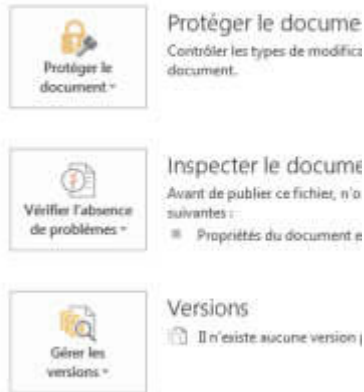 Protéger le document
Protéger le docume
Contrôler les types de modifica
document.
Vérifier l'absence
de problèmes
Inspecter le docume
Avant de publier ce fichier, n'o
suivantes :
Propriétés du document e
Gérer les
versions
Versions
Il n'existe aucune version p